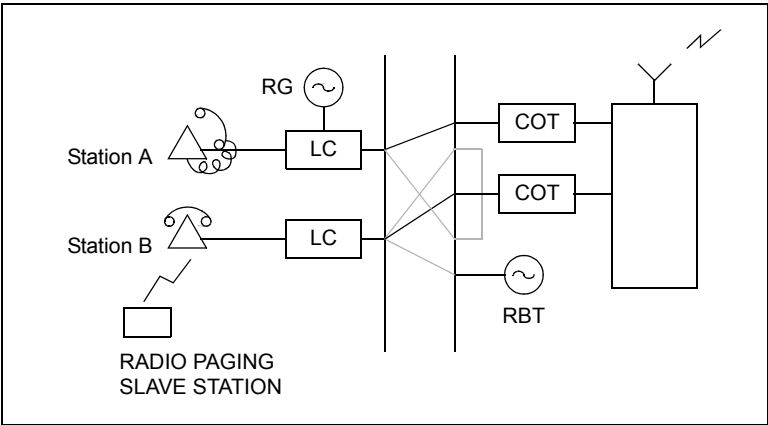 RG
COT
Station A
LC
COT
Station B
LC
RBT
RADIO PAGING
SLAVE STATION